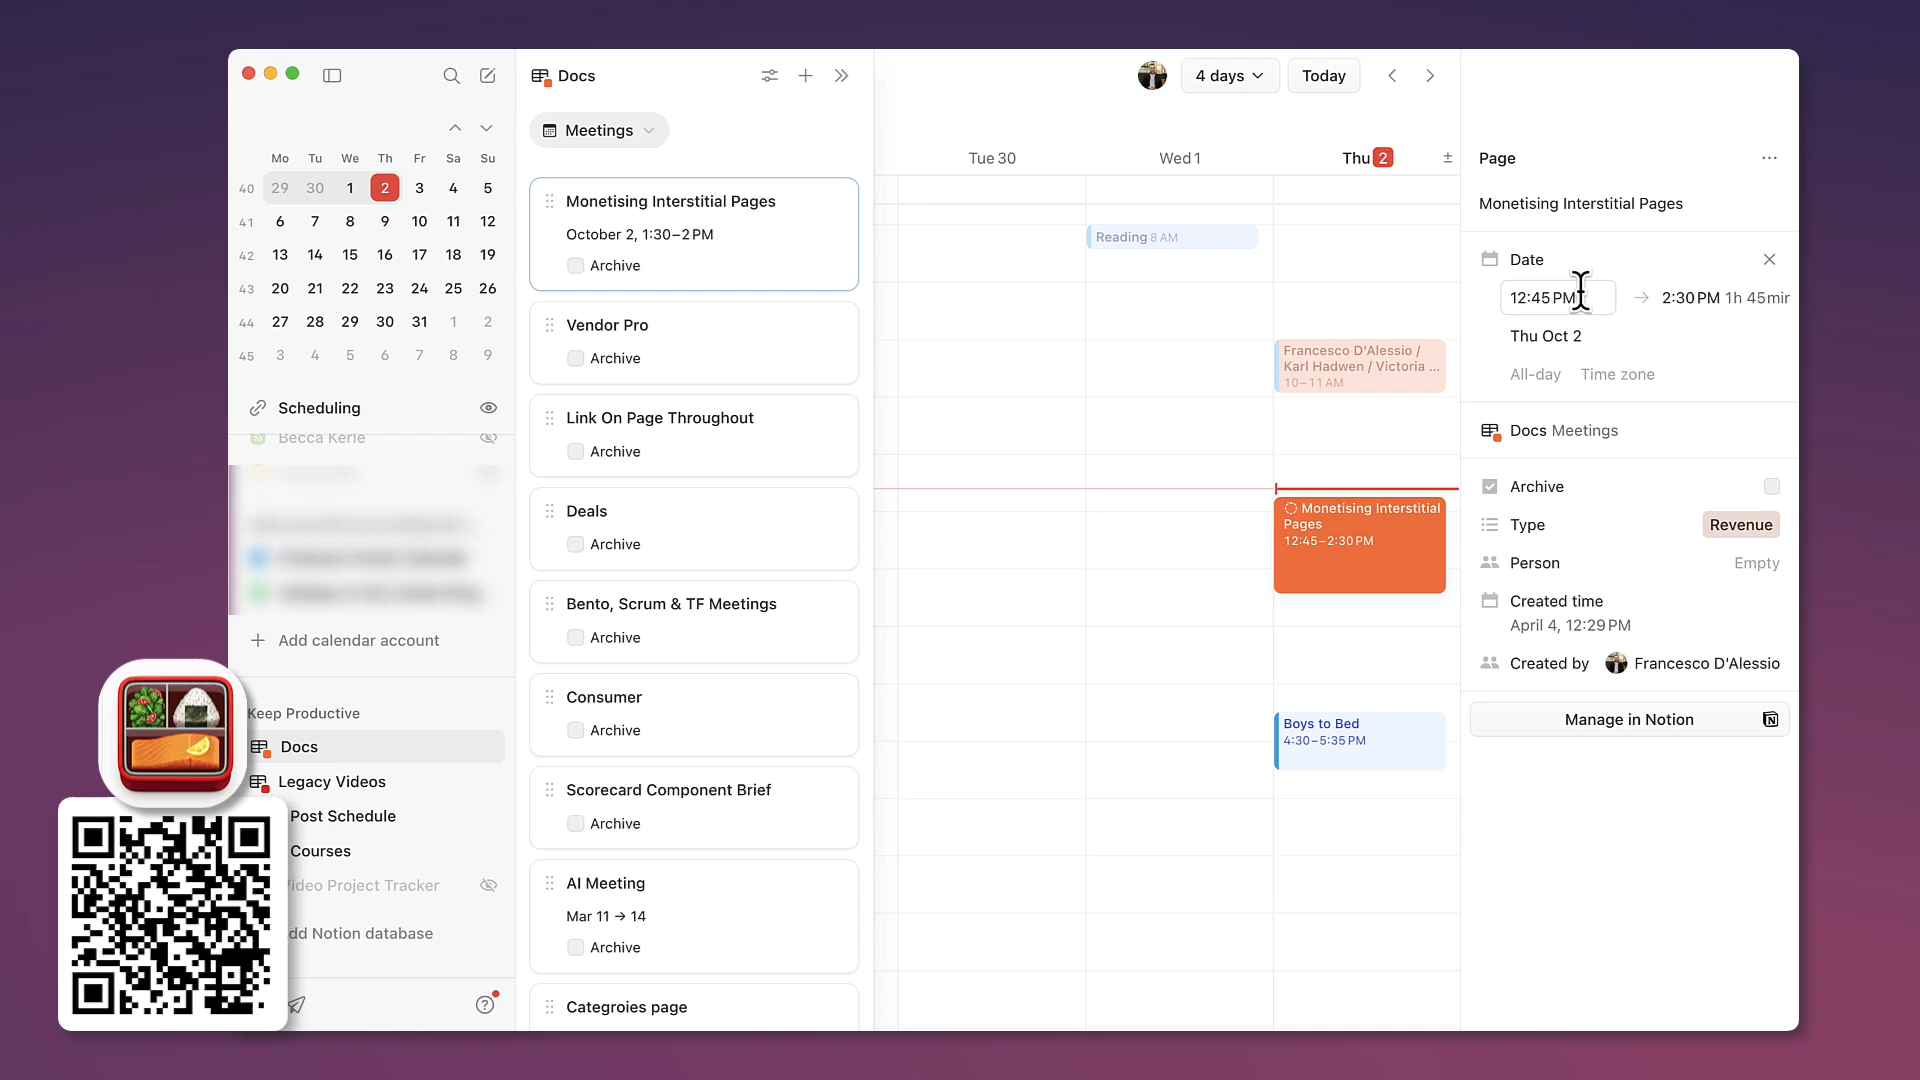 Mo Tu We Th Fr Sa Su
40 29 30 1 2 3 4 5
41 6 7 8 9 10 11 12
42 13 14 15 16 17 18 19
43 20 21 22 23 24 25 26
44 27 28 29 30 31 1 2
45 3 4 5 6 7 8 9
Scheduling
Becca Kerle
Add calendar account
Keep Productive
Docs
Legacy Videos
Post Schedule
Courses
Video Project Tracker
Notion database
Docs
Meetings
Monetising Interstitial Pages
October 2, 1:30–2 PM
Archive
Vendor Pro
Archive
Link On Page Throughout
Archive
Deals
Archive
Bento, Scrum & TF Meetings
Archive
Consumer
Archive
Scorecard Component Brief
Archive
AI Meeting
Mar 11 → 14
Archive
Categroies page
4 days
Today
Tue 30
Wed 1
Thu 2
Reading 8 AM
Francesco D'Alessio /
Karl Hadwen / Victoria ...
10–11 AM
Monetising Interstitial
Pages
12:45–2:30 PM
Boys to Bed
4:30–5:35 PM
Page
Monetising Interstitial Pages
Date
12:45 PM → 2:30 PM 1h 45mir
Thu Oct 2
All-day Time zone
Docs Meetings
Archive
Type Revenue
Person Empty
Created time
April 4, 12:29 PM
Created by Francesco D'Alessio
Manage in Notion